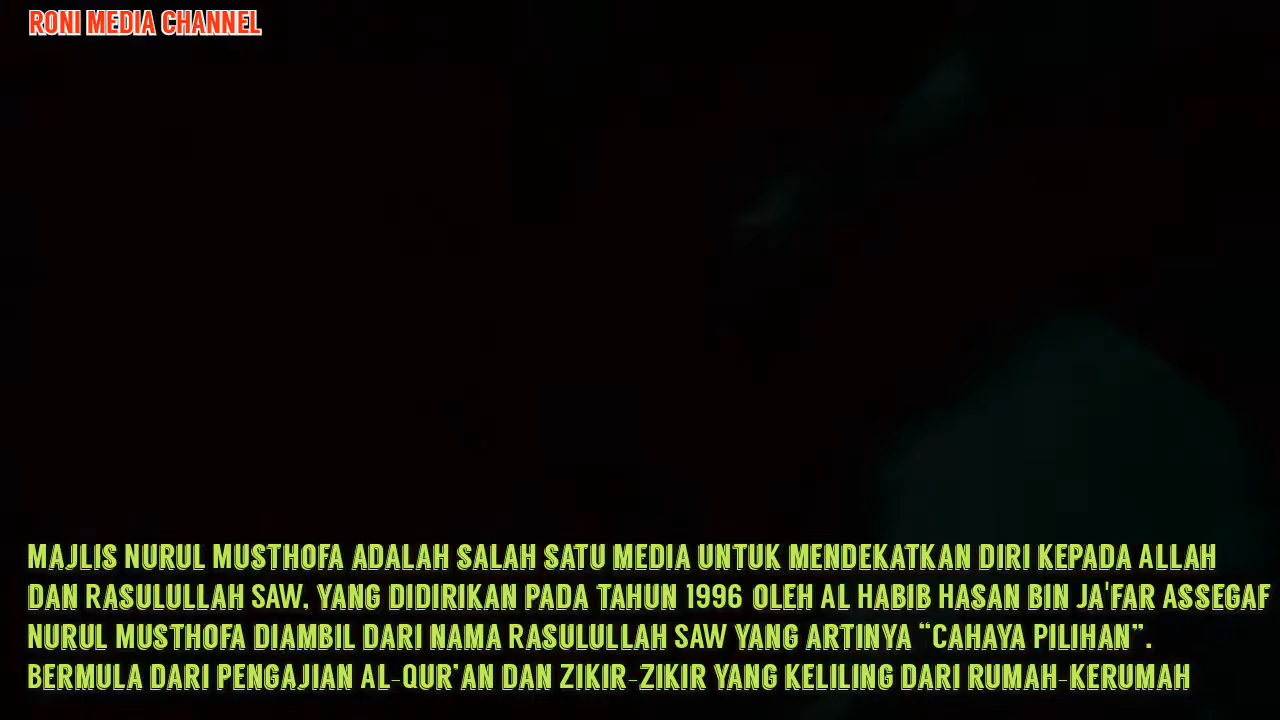 RONI MEDIA CHANNEL
MAJLIS NURUL MUSTHOFA ADALAH SALAH SATU MEDIA UNTUK MENDEKATKAN DIRI KEPADA ALLAH
DAN RASULULLAH SAW, YANG DIDIRIKAN PADA TAHUN 1996 OLEH AL HABIB HASAN BIN JA'FAR ASSEGAF
NURUL MUSTHOFA DIAMBIL DARI NAMA RASULULLAH SAW YANG ARTINYA “CAHAYA PILIHAN”.
BERMULA DARI PENGAJIAN AL-QUR'AN DAN ZIKIR-ZIKIR YANG KELILING DARI RUMAH-KERUMAH